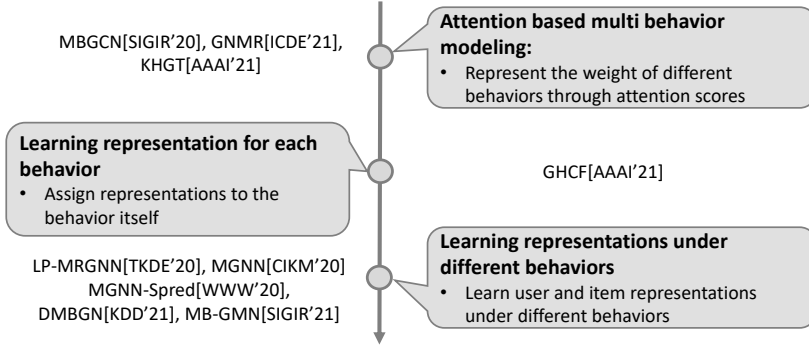 MBGCN[SIGIR'20], GNMR[ICDE'21],
KHGT[AAAI'21]
Attention based multi behavior
modeling:
• Represent the weight of different
behaviors through attention scores
Learning representation for each
behavior
• Assign representations to the
behavior itself
GHCF[AAAI'21]
LP-MRGNN[TKDE'20], MGNN[CIKM'20]
MGNN-Spred[WWW'20],
DMBGN[KDD'21], MB-GMN[SIGIR'21]
Learning representations under
different behaviors
• Learn user and item representations
under different behaviors